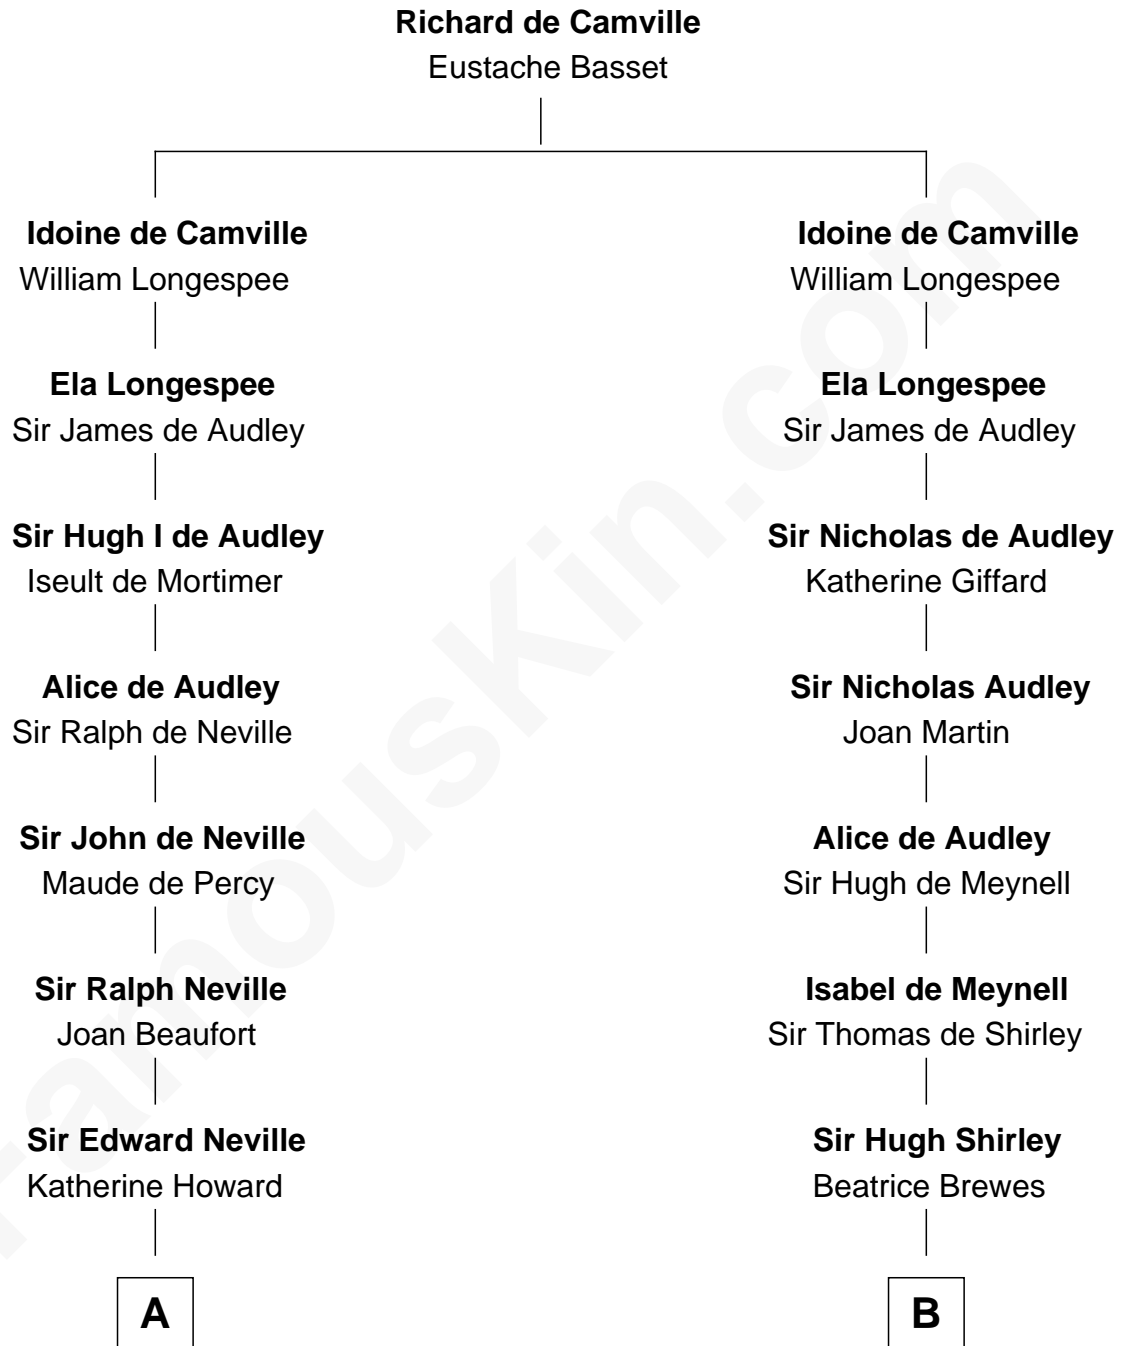 Richard de Camville
Eustache Basset
Idoine de Camville
William Longespee
Ela Longespee
Sir James de Audley
Sir Hugh I de Audley
Iseult de Mortimer
Alice de Audley
Sir Ralph de Neville
Sir John de Neville
Maude de Percy
Sir Ralph Neville
Joan Beaufort
Sir Edward Neville
Katherine Howard
A
Idoine de Camville
William Longespee
Ela Longespee
Sir James de Audley
Sir Nicholas de Audley
Katherine Giffard
Sir Nicholas Audley
Joan Martin
Alice de Audley
Sir Hugh de Meynell
Isabel de Meynell
Sir Thomas de Shirley
Sir Hugh Shirley
Beatrice Brewes
B
FamousKin.com